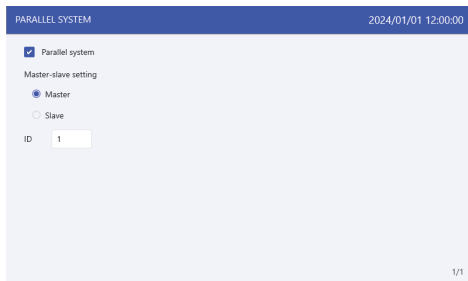 PARALLEL SYSTEM 2024/01/01 12:00:00
Parallel system
Master-slave setting
Master
Slave
ID 1
1/1